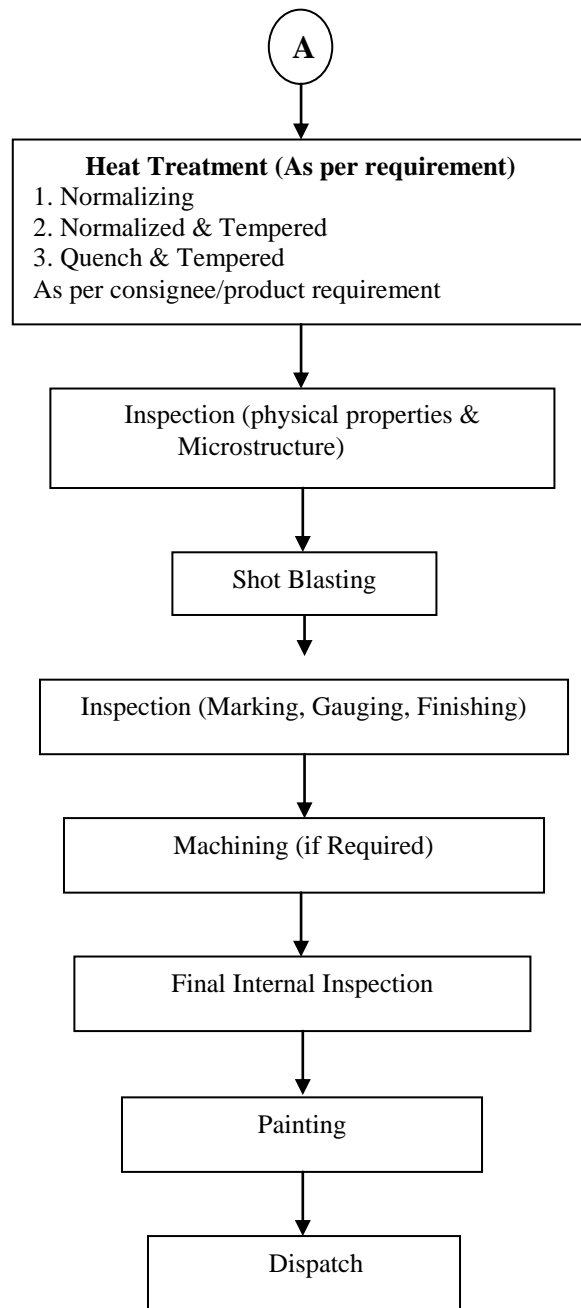 A
Heat Treatment (As per requirement)
1. Normalizing
2. Normalized & Tempered
3. Quench & Tempered
As per consignee/product requirement
Inspection (physical properties &
Microstructure)
Shot Blasting
Inspection (Marking, Gauging, Finishing)
Machining (if Required)
Final Internal Inspection
Painting
Dispatch